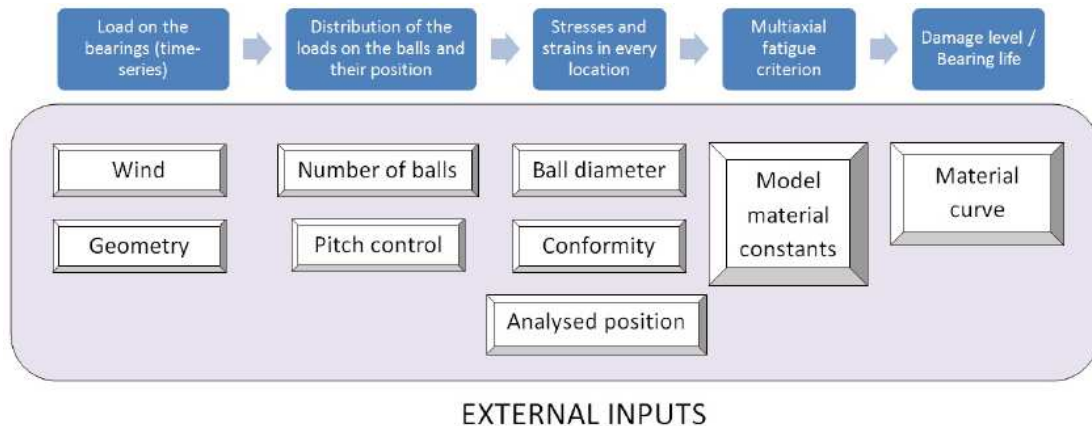 Load on the
bearings (time-
series)
Distribution of the
loads on the balls and
their position
Stresses and
strains in every
location
Multiaxial
fatigue
criterion
Damage level /
Bearing life
Wind
Geometry
Number of balls
Pitch control
Ball diameter
Conformity
Analysed position
Model
material
constants
Material
curve
EXTERNAL INPUTS